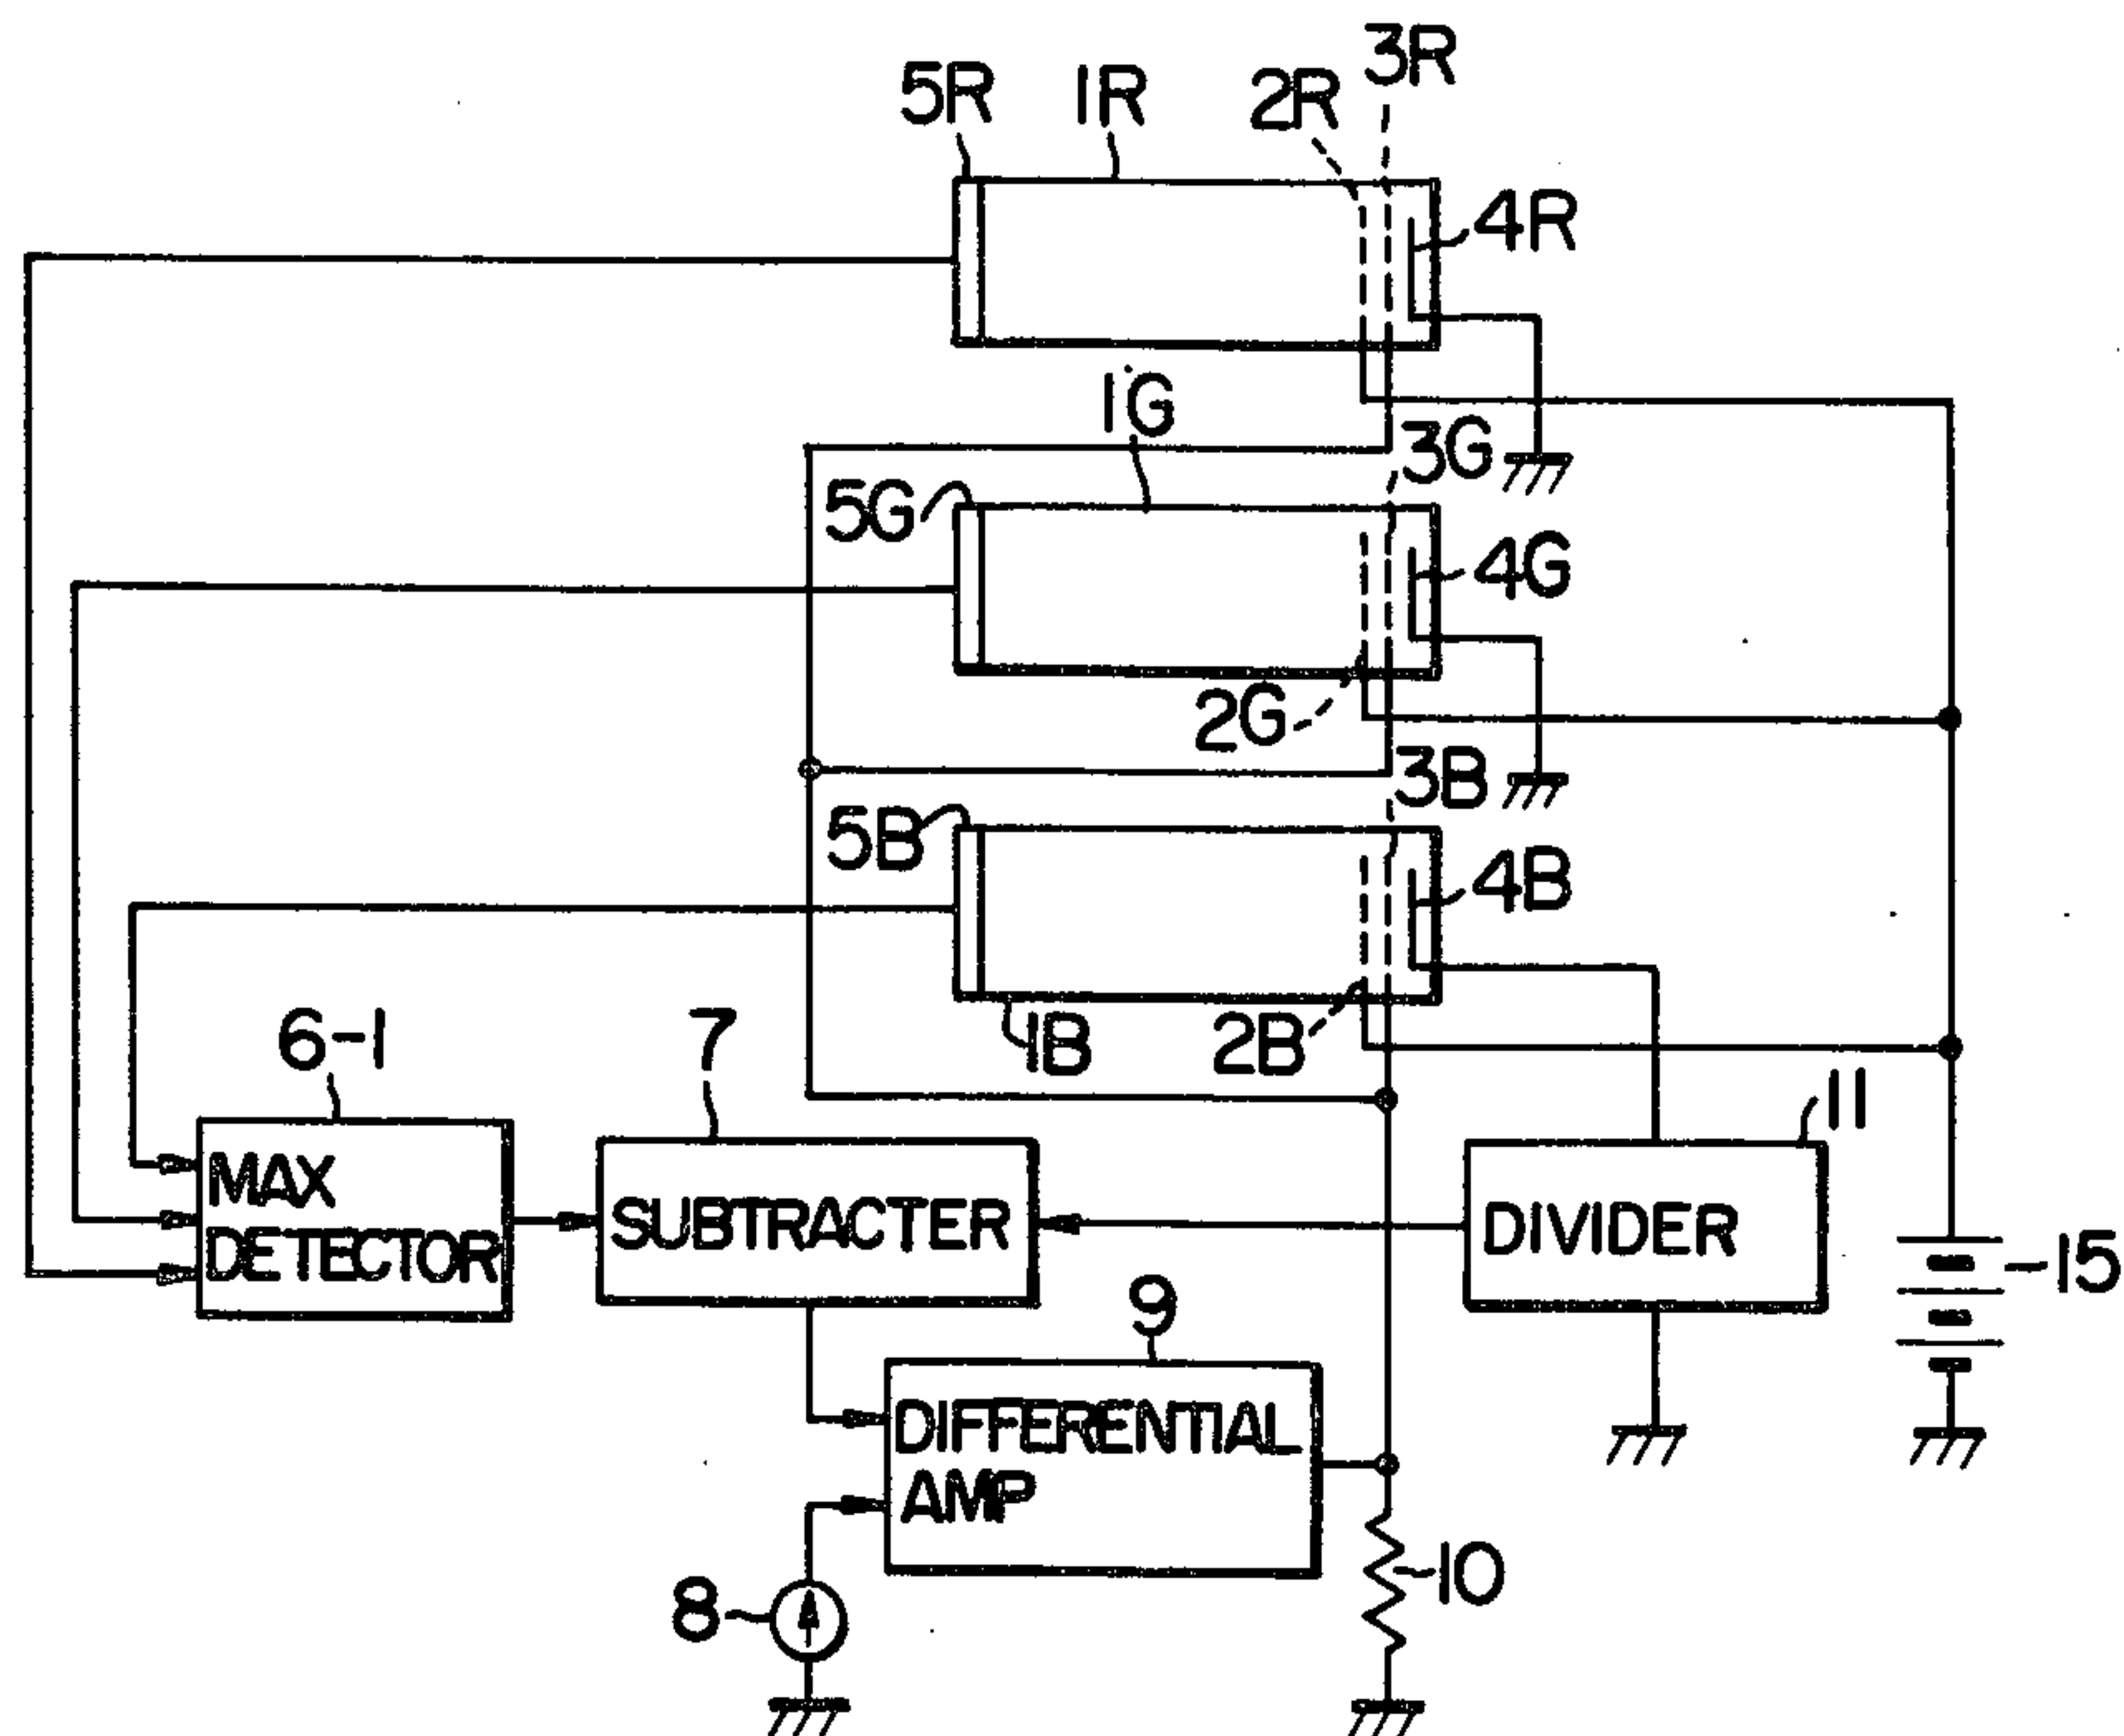 3R
5R
1R
2R
4R
1G
3G
5G
4G
2G
3B
5B
4B
1B
2B
6-1
7
11
MAX
DETECTOR
SUBTRACTER
DIVIDER
15
9
DIFFERENTIAL
AMP
10
8